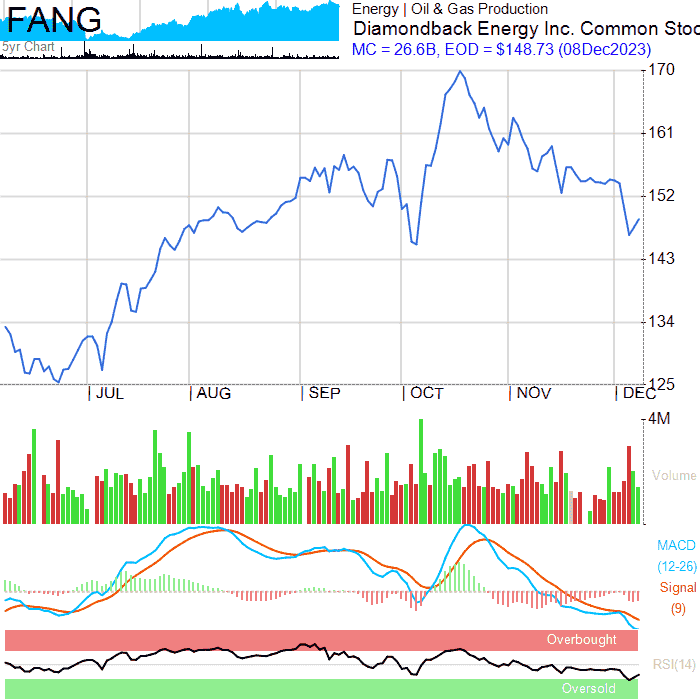 FANG
5yr Chart
Energy | Oil & Gas Production
Diamondback Energy Inc. Common Stoc
MC = 26.6B, EOD = $148.73 (08Dec2023)
170
161
152
143
134
125
JUL AUG SEP OCT NOV DEC
4M
Volume
MACD
(12-26)
Signal
(9)
Overbought
RSI(14)
Oversold